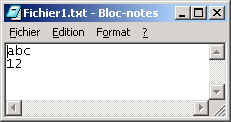 Fichier1.txt - Bloc-notes
Fichier Edition Format ?
abc
12